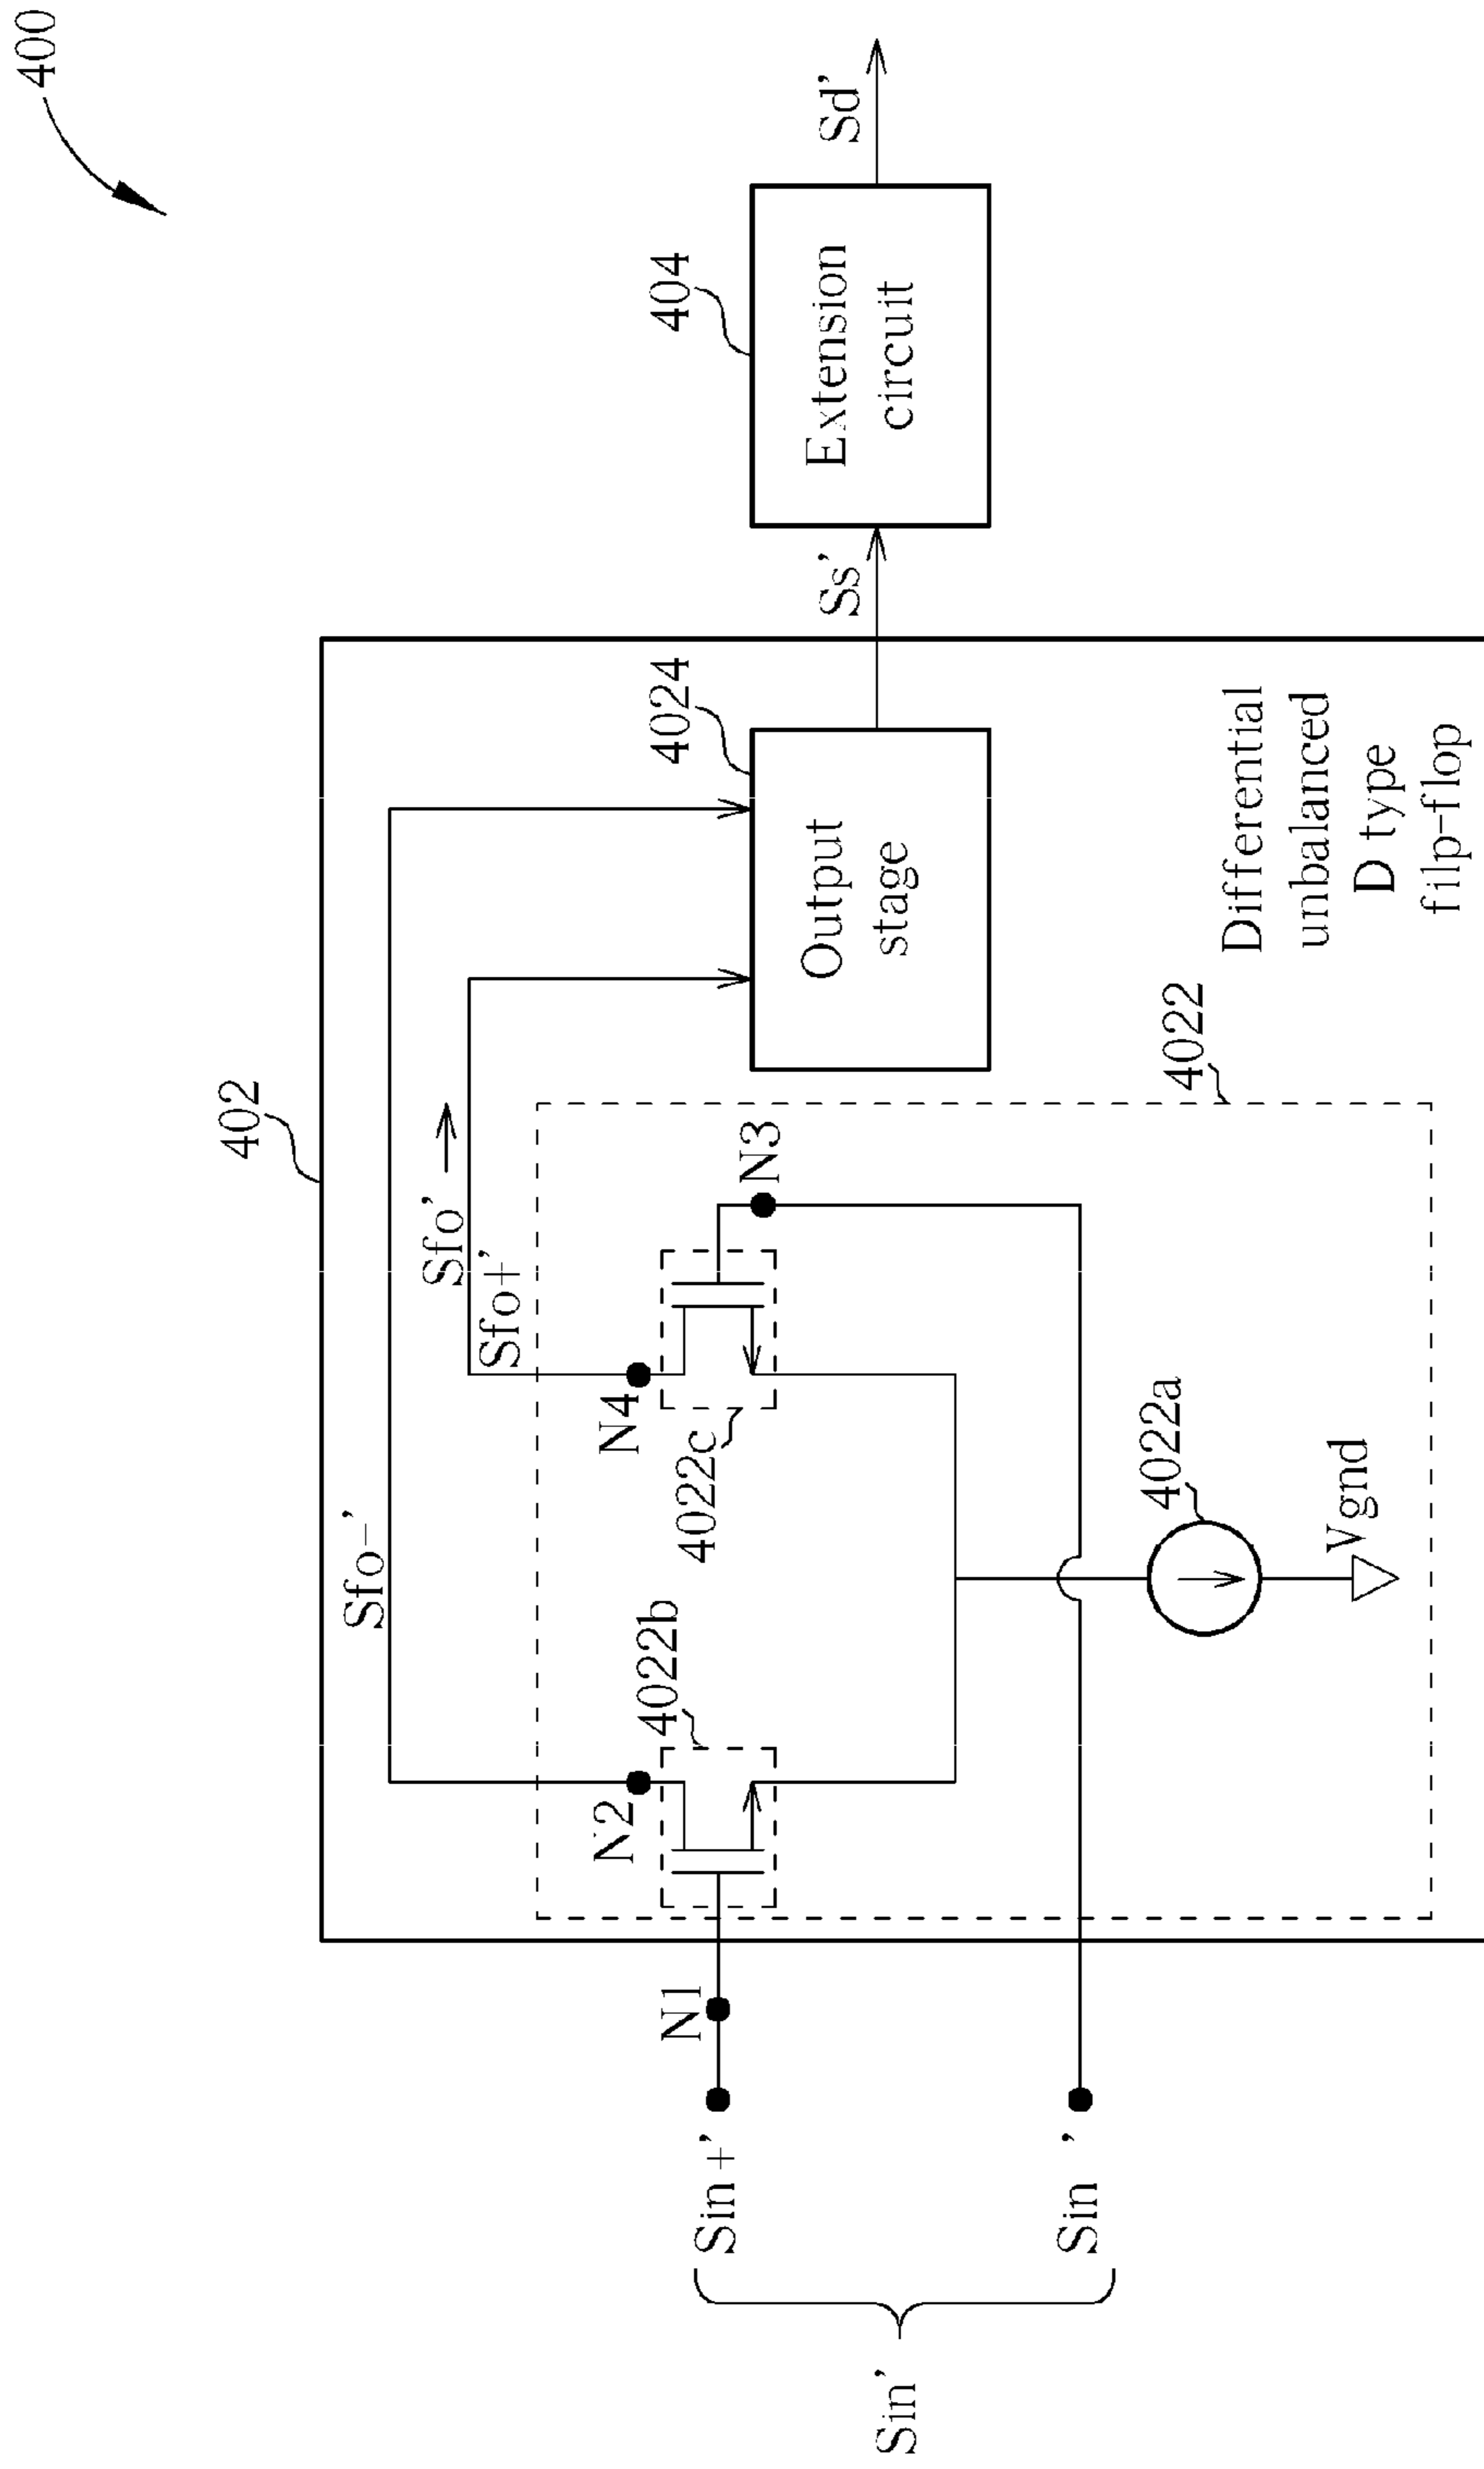 400
402
Sfo-'
Sfo'
Sfo+'
N2
4022b
N4
4022c
N3
4024
Output
stage
Ss'
404
Extension
circuit
Sd'
N1
Sin+'
Sin '
Sin'
4022a
Vgnd
4022
Differential
unbalanced
D type
filp-flop